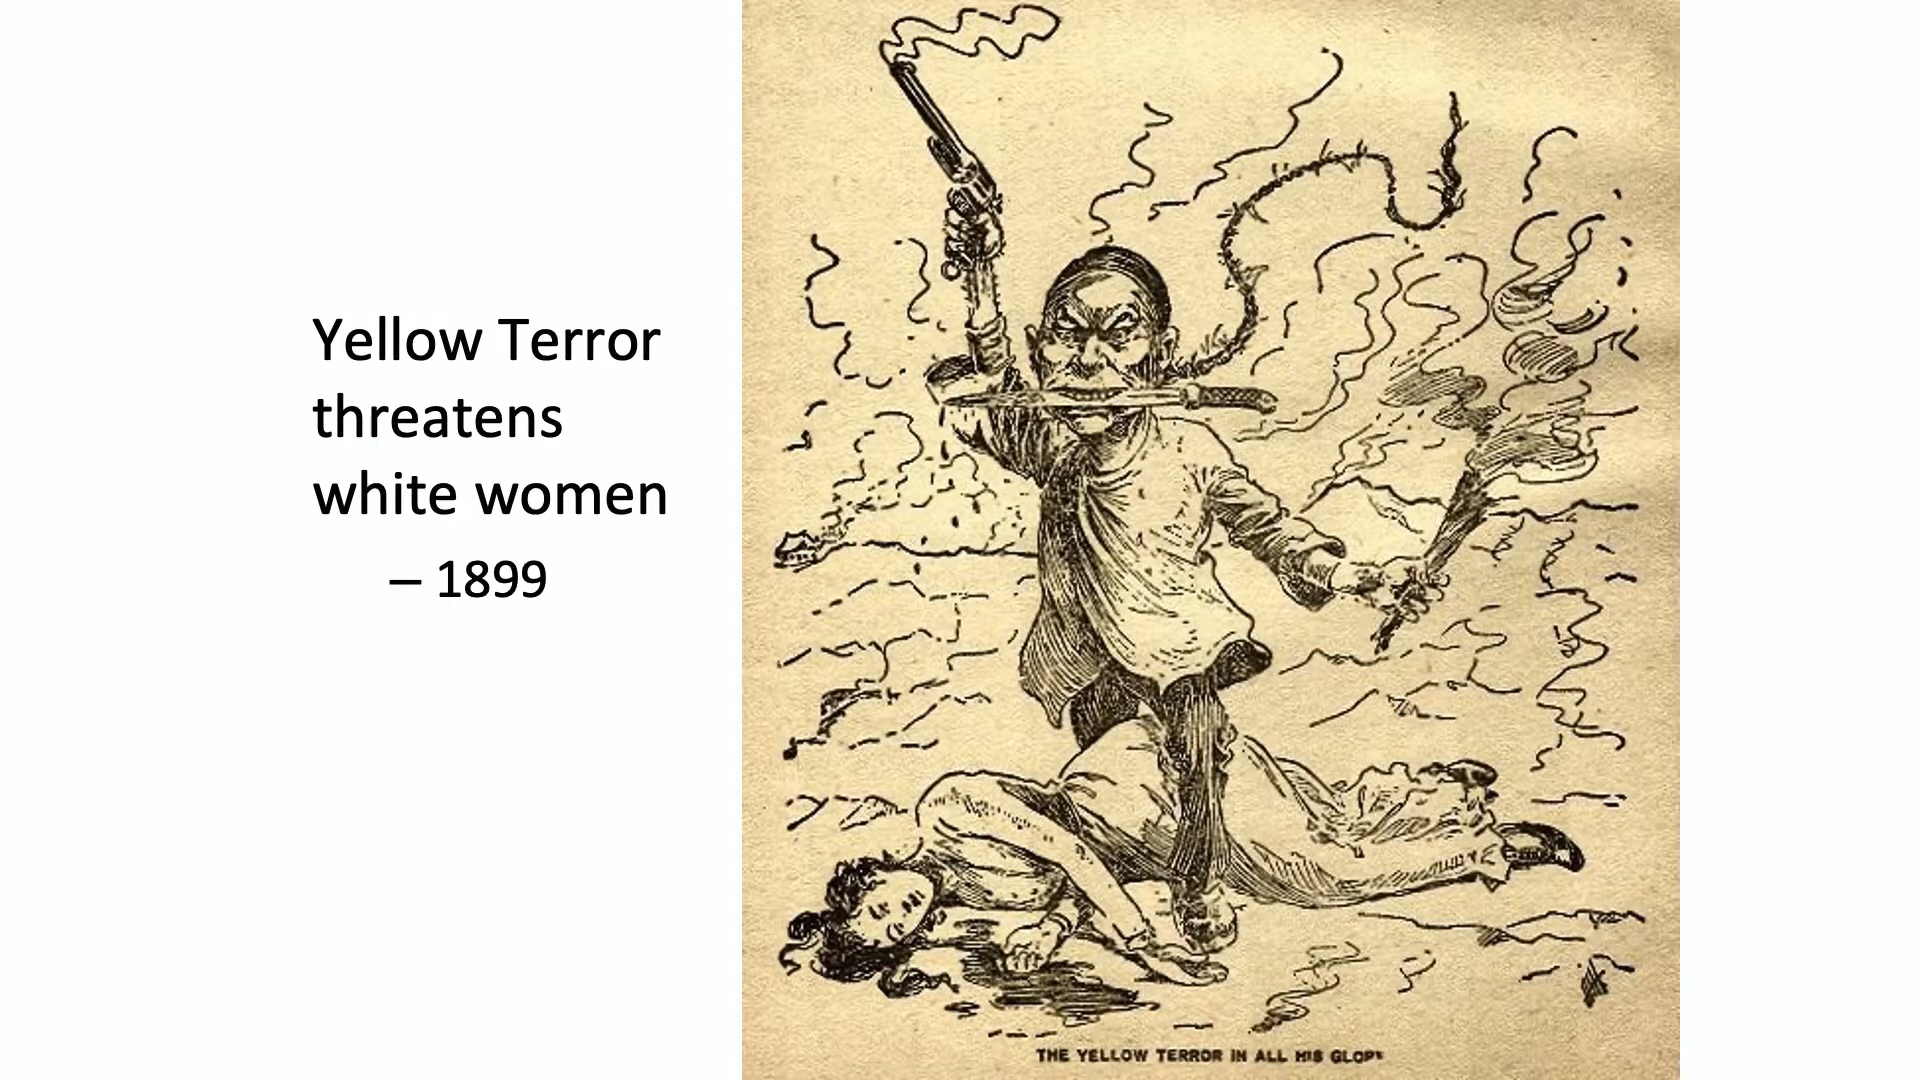 Yellow Terror
threatens
white women
– 1899
THE YELLOW TERROR IN ALL HIS